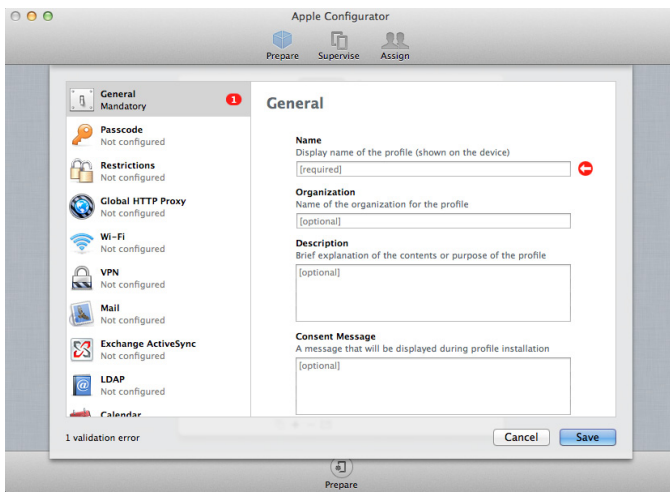 Apple Configurator
Prepare
Supervise
Assign
General
Mandatory
1
Passcode
Not configured
Restrictions
Not configured
Global HTTP Proxy
Not configured
Wi-Fi
Not configured
VPN
Not configured
Mail
Not configured
Exchange ActiveSync
Not configured
LDAP
Not configured
Calendar
General
Name
Display name of the profile (shown on the device)
[required]
Organization
Name of the organization for the profile
[optional]
Description
Brief explanation of the contents or purpose of the profile
[optional]
Consent Message
A message that will be displayed during profile installation
[optional]
1 validation error
Cancel
Save
Prepare